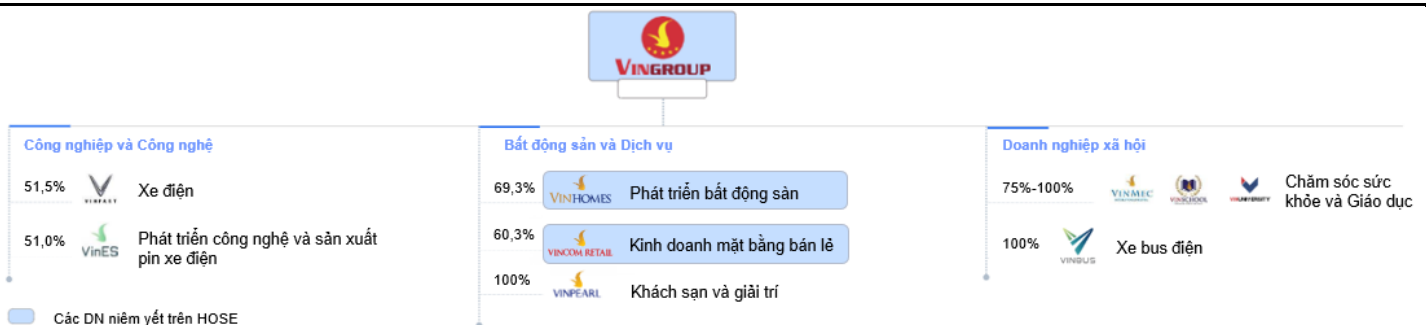 VINGROUP
Công nghiệp và Công nghệ
51,5%
VINFAST
Xe điện
51,0%
VinES
Phát triển công nghệ và sản xuất
pin xe điện
Bất động sản và Dịch vụ
69,3%
VINHOMES
Phát triển bất động sản
60,3%
VINCOM RETAIL
Kinh doanh mặt bằng bán lẻ
100%
VINPEARL
Khách sạn và giải trí
Doanh nghiệp xã hội
75%-100%
VINMEC
VINSCHOOL
VINUNIVERSITY
Chăm sóc sức
khỏe và Giáo dục
100%
VINBUS
Xe bus điện
Các DN niêm yết trên HOSE